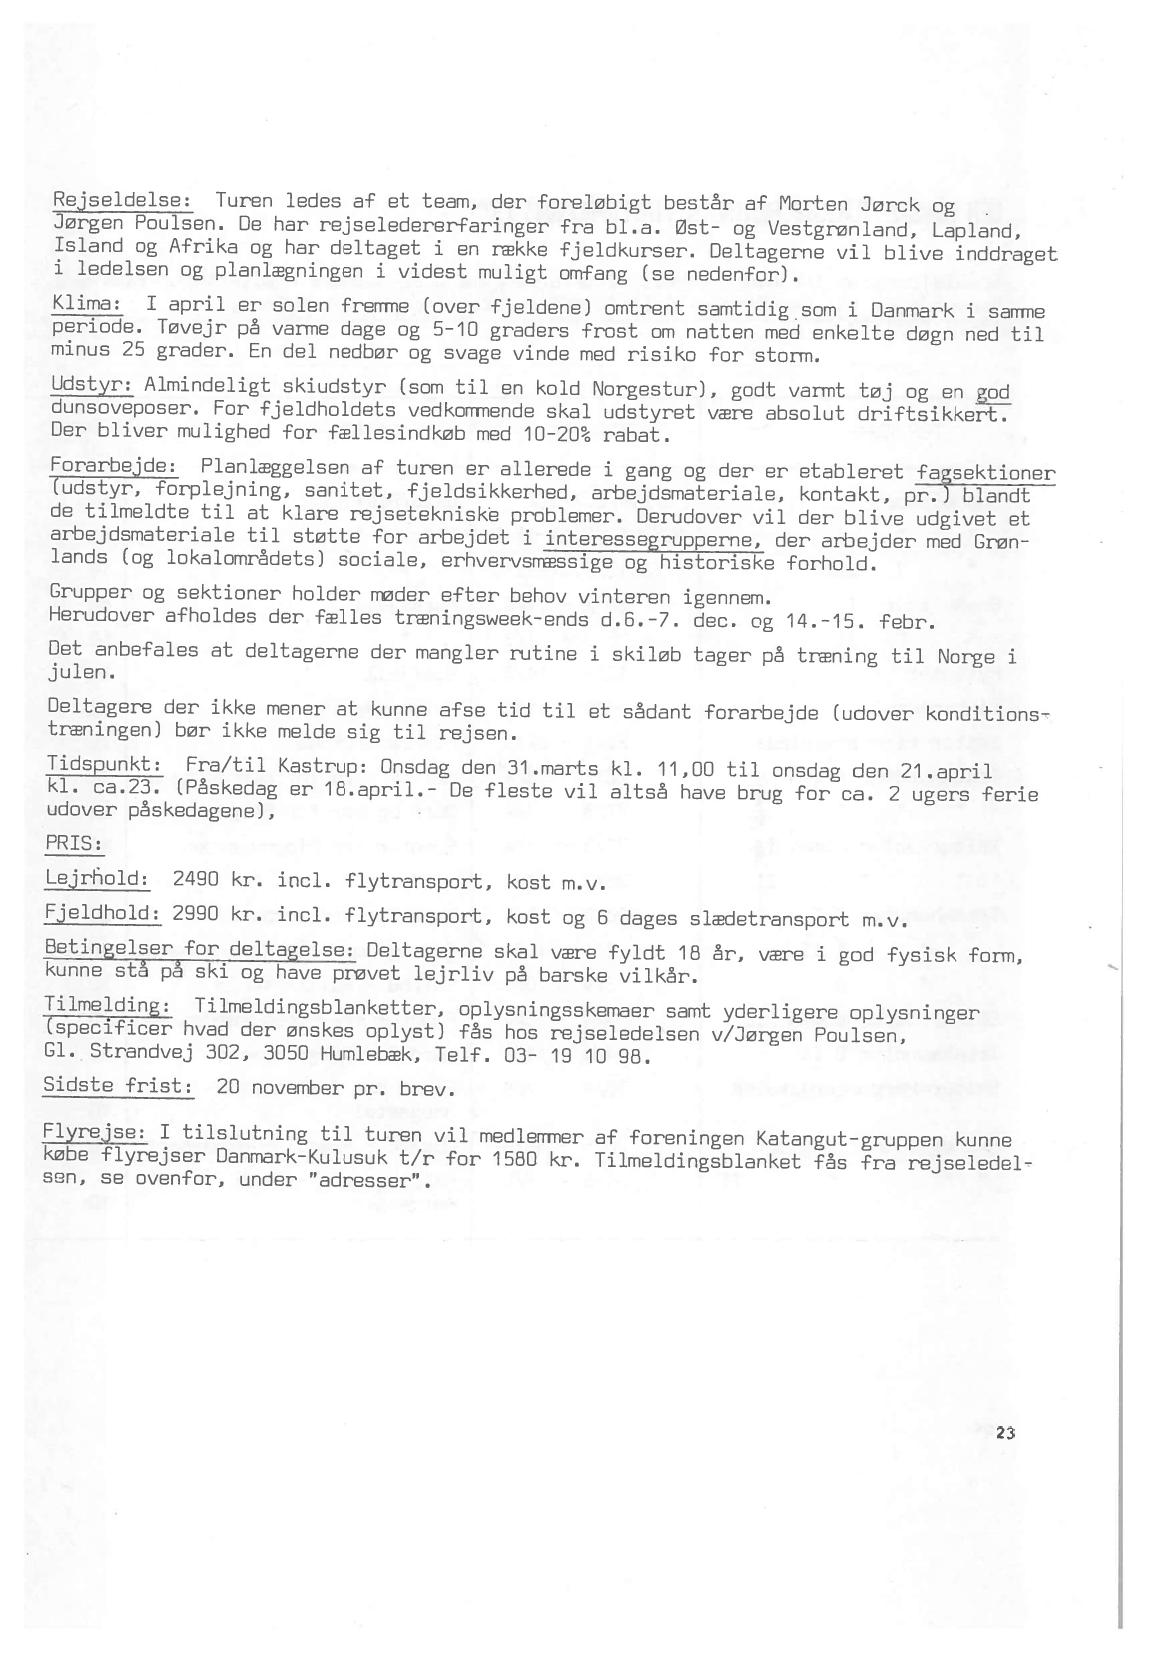 Rejseldelse: Turen ledes af et team, der foreløbigt består af Morten Jørck og
Jørgen Poulsen. De har rejseledererfaringer fra bl.a. Øst- og Vestgrønland, Lapland,
Island og Afrika og har deltaget i en række fjeldkurser. Deltagerne vil blive inddraget
i ledelsen og planlægningen i videst muligt omfang (se nedenfor).
Klima: I april er solen fremme (over fjeldene) omtrent samtidig som i Danmark i samme
periode. Tøvejr på varme dage og 5-10 graders frost om natten med enkelte døgn ned til
minus 25 grader. En del nedbør og svage vinde med risiko for storm.
Udstyr: Almindeligt skiudstyr (som til en kold Norgestur), godt varmt tøj og en god
dunsoveposer. For fjeldholdets vedkommende skal udstyret være absolut driftsikkert.
Der bliver mulighed for fællesindkøb med 10-20% rabat.
Forarbejde: Planlæggelsen af turen er allerede i gang og der er etableret fagsektioner
(udstyr, forplejning, sanitet, fjeldsikkerhed, arbejdsmateriale, kontakt, pr.) blandt
de tilmeldte til at klare rejsetekniske problemer. Derudover vil der blive udgivet et
arbejdsmateriale til støtte for arbejdet i interessegrupperne, der arbejder med Grøn-
lands (og lokalområdets) sociale, erhvervsmæssige og historiske forhold.
Grupper og sektioner holder møder efter behov vinteren igennem.
Herudover afholdes der fælles træningsweek-ends d.6.-7. dec. og 14.-15. febr.
Det anbefales at deltagerne der mangler rutine i skiløb tager på træning til Norge i
julen.
Deltagere der ikke mener at kunne afse tid til et sådant forarbejde (udover konditions-
træningen) bør ikke melde sig til rejsen.
Tidspunkt: Fra/til Kastrup: Onsdag den 31.marts kl. 11,00 til onsdag den 21.april
kl. ca.23. (Påskedag er 18.april.- De fleste vil altså have brug for ca. 2 ugers ferie
udover påskedagene),
PRIS:
Lejrhold: 2490 kr. incl. flytransport, kost m.v.
Fjeldhold: 2990 kr. incl. flytransport, kost og 6 dages slædetransport m.v.
Betingelser for deltagelse: Deltagerne skal være fyldt 18 år, være i god fysisk form,
kunne stå på ski og have prøvet lejrliv på barske vilkår.
Tilmelding: Tilmeldingsblanketter, oplysningsskemaer samt yderligere oplysninger
(specificer hvad der ønskes oplyst) fås hos rejseledelsen v/Jørgen Poulsen,
Gl. Strandvej 302, 3050 Humlebæk, Telf. 03- 19 10 98.
Sidste frist: 20 november pr. brev.
Flyrejse: I tilslutning til turen vil medlemmer af foreningen Katangut-gruppen kunne
købe flyrejser Danmark-Kulusuk t/r for 1580 kr. Tilmeldingsblanket fås fra rejseledel-
sen, se ovenfor, under "adresser".
23